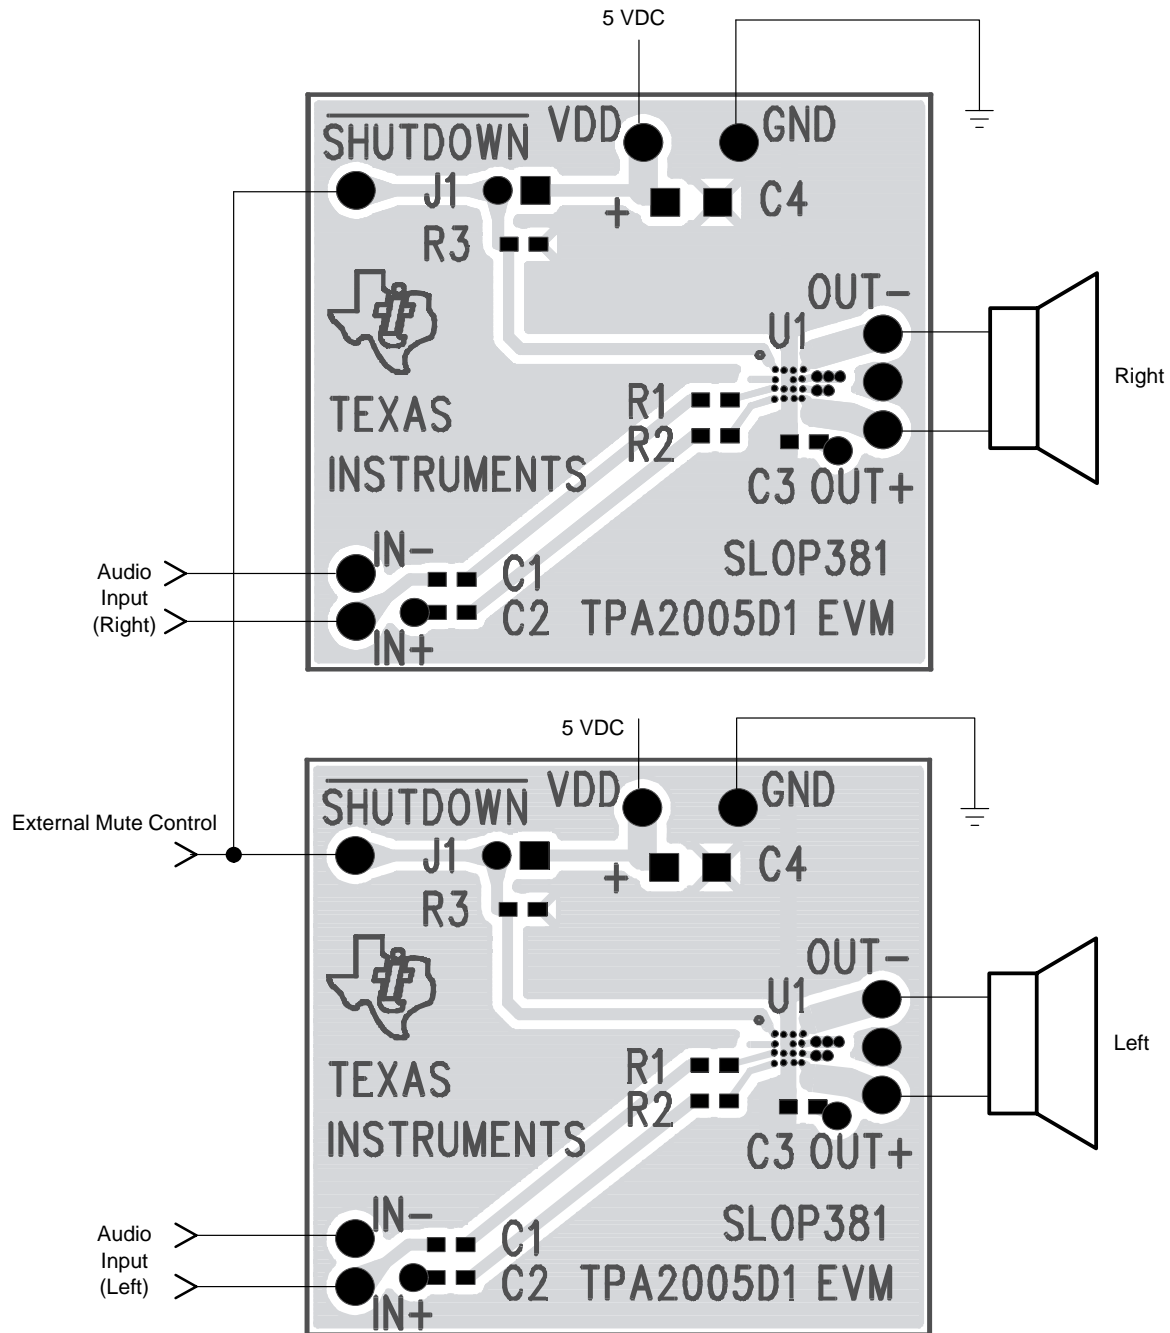 5 VDC
SHUTDOWN
VDD
GND
J1
+
C4
R3
OUT-
U1
Right
R1
TEXAS
R2
INSTRUMENTS
C3 OUT+
IN-
SLOP381
Audio
Input
(Right)
C1
C2
TPA2005D1 EVM
IN+
5 VDC
SHUTDOWN
VDD
GND
External Mute Control
J1
+
C4
R3
OUT-
U1
Left
R1
TEXAS
R2
INSTRUMENTS
C3 OUT+
IN-
SLOP381
Audio
Input
(Left)
C1
C2
TPA2005D1 EVM
IN+